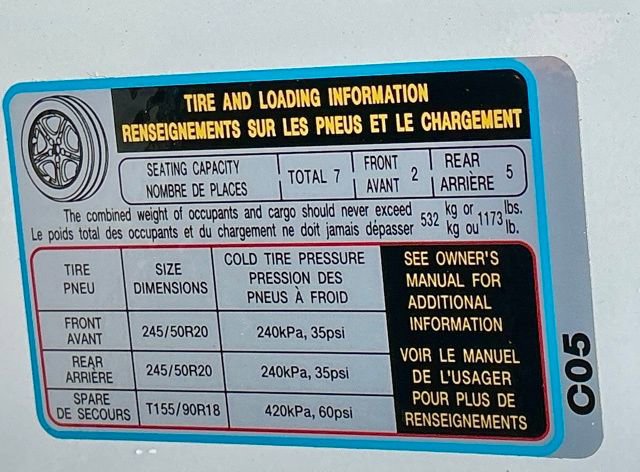 TIRE AND LOADING INFORMATION
RENSEIGNEMENTS SUR LES PNEUS ET LE CHARGEMENT
SEATING CAPACITY
NOMBRE DE PLACES
TOTAL 7
FRONT
AVANT
2
REAR
ARRIÈRE
5
The combined weight of occupants and cargo should never exceed 532 kg or 1173 lbs.
Le poids total des occupants et du chargement ne doit jamais dépasser kg ou lb.
TIRE
PNEU
SIZE
DIMENSIONS
COLD TIRE PRESSURE
PRESSION DES
PNEUS À FROID
FRONT
AVANT
245/50R20
240kPa, 35psi
REAR
ARRIÈRE
245/50R20
240kPa, 35psi
SPARE
DE SECOURS
T155/90R18
420kPa, 60psi
SEE OWNER'S
MANUAL FOR
ADDITIONAL
INFORMATION
VOIR LE MANUEL
DE L'USAGER
POUR PLUS DE
RENSEIGNEMENTS
C05